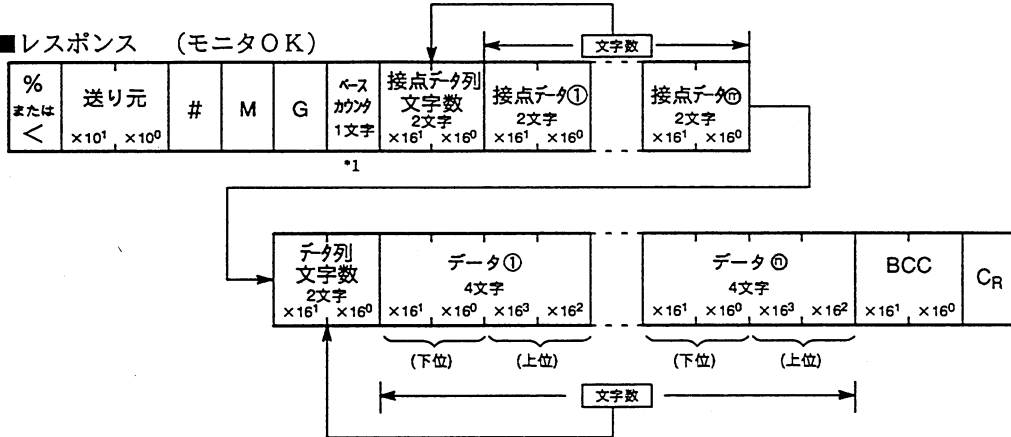 ■レスポンス (モニタOK)
文字数
%
または
<
送り元
×10¹ ×10⁰
#
M
G
ベース
カウンタ
1文字
*1
接点データ列
文字数
2文字
×16¹ ×16⁰
接点データ①
2文字
×16¹ ×16⁰
接点データⓝ
2文字
×16¹ ×16⁰
データ列
文字数
2文字
×16¹ ×16⁰
データ①
4文字
×16¹ ×16⁰ ×16³ ×16²
(下位) (上位)
データⓝ
4文字
×16¹ ×16⁰ ×16³ ×16²
(下位) (上位)
BCC
×16¹ ×16⁰
CR
文字数